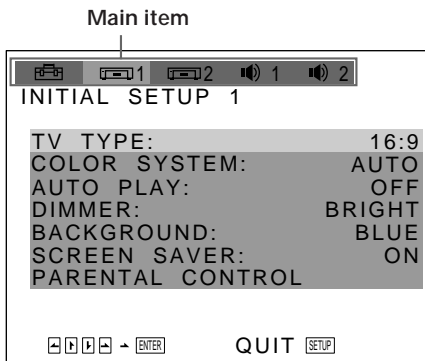 Main item
1 2 1 2
INITIAL SETUP 1
TV TYPE: 16:9
COLOR SYSTEM: AUTO
AUTO PLAY: OFF
DIMMER: BRIGHT
BACKGROUND: BLUE
SCREEN SAVER: ON
PARENTAL CONTROL
ENTER QUIT SETUP